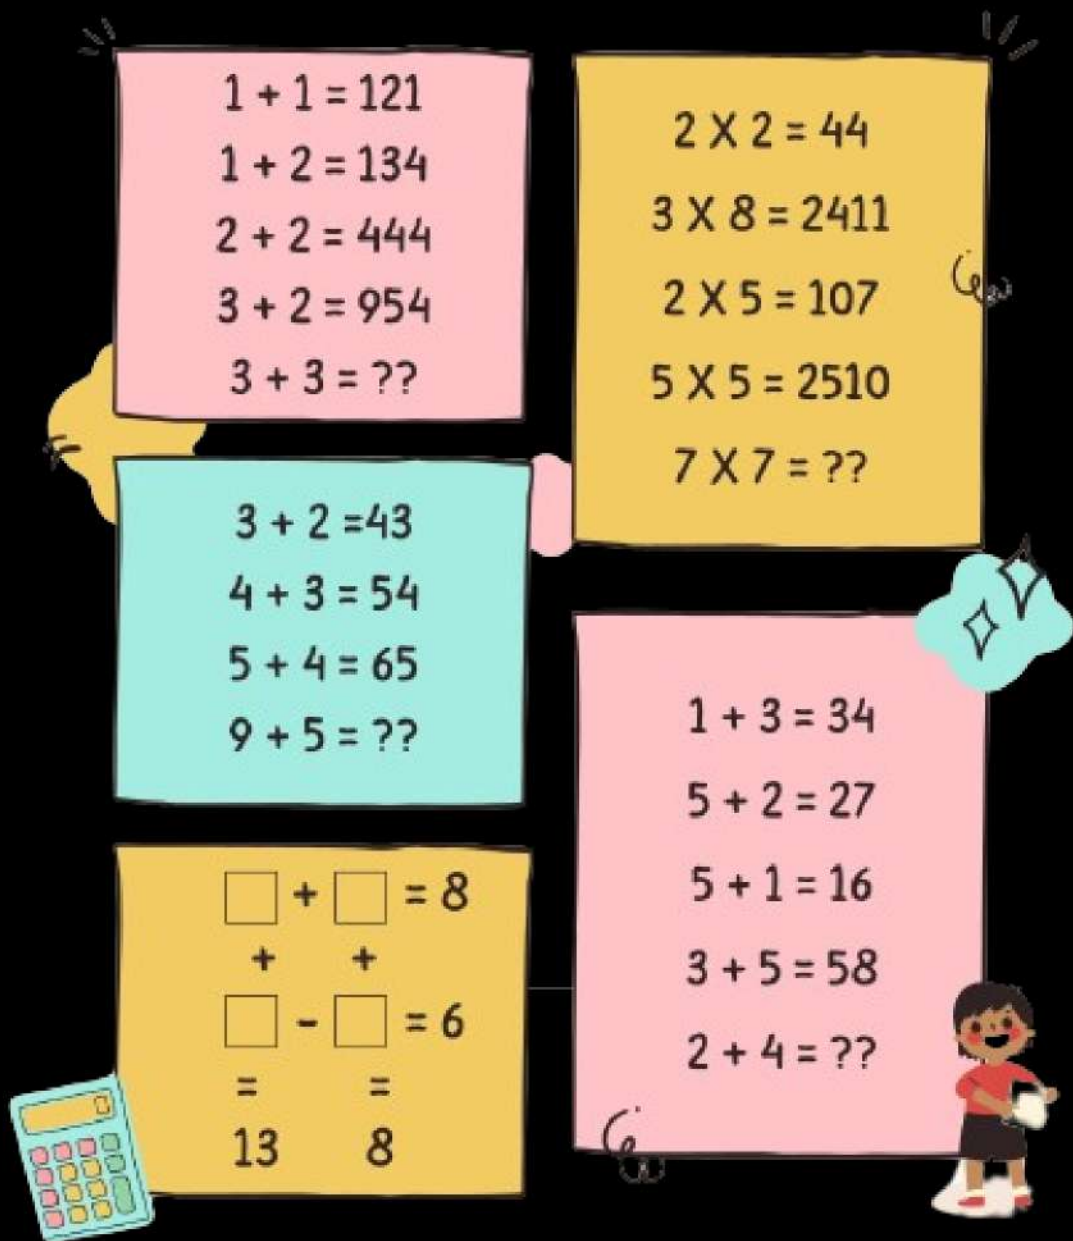 1 + 1 = 121
1 + 2 = 134
2 + 2 = 444
3 + 2 = 954
3 + 3 = ??
2 X 2 = 44
3 X 8 = 2411
2 X 5 = 107
5 X 5 = 2510
7 X 7 = ??
3 + 2 =43
4 + 3 = 54
5 + 4 = 65
9 + 5 = ??
□ + □ = 8
+ +
□ - □ = 6
= =
13 8
1 + 3 = 34
5 + 2 = 27
5 + 1 = 16
3 + 5 = 58
2 + 4 = ??
0